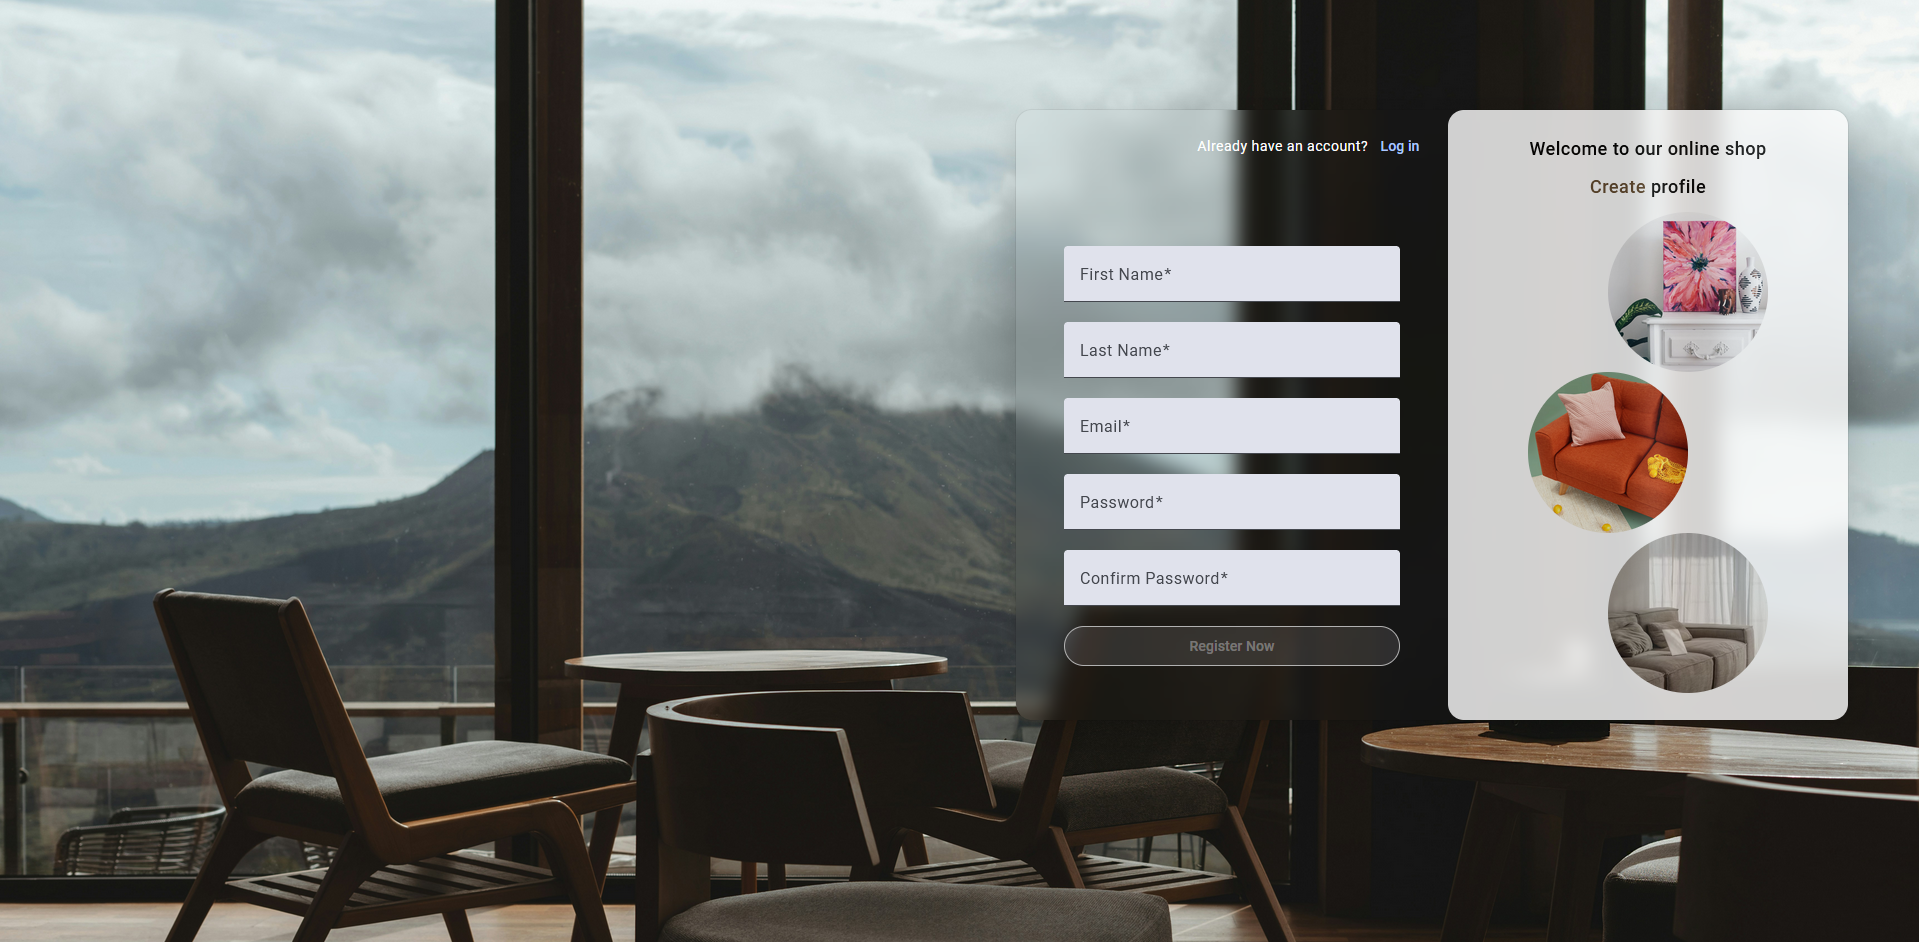 Already have an account? Log in
First Name*
Last Name*
Email*
Password*
Confirm Password*
Register Now
Welcome to our online shop
Create profile